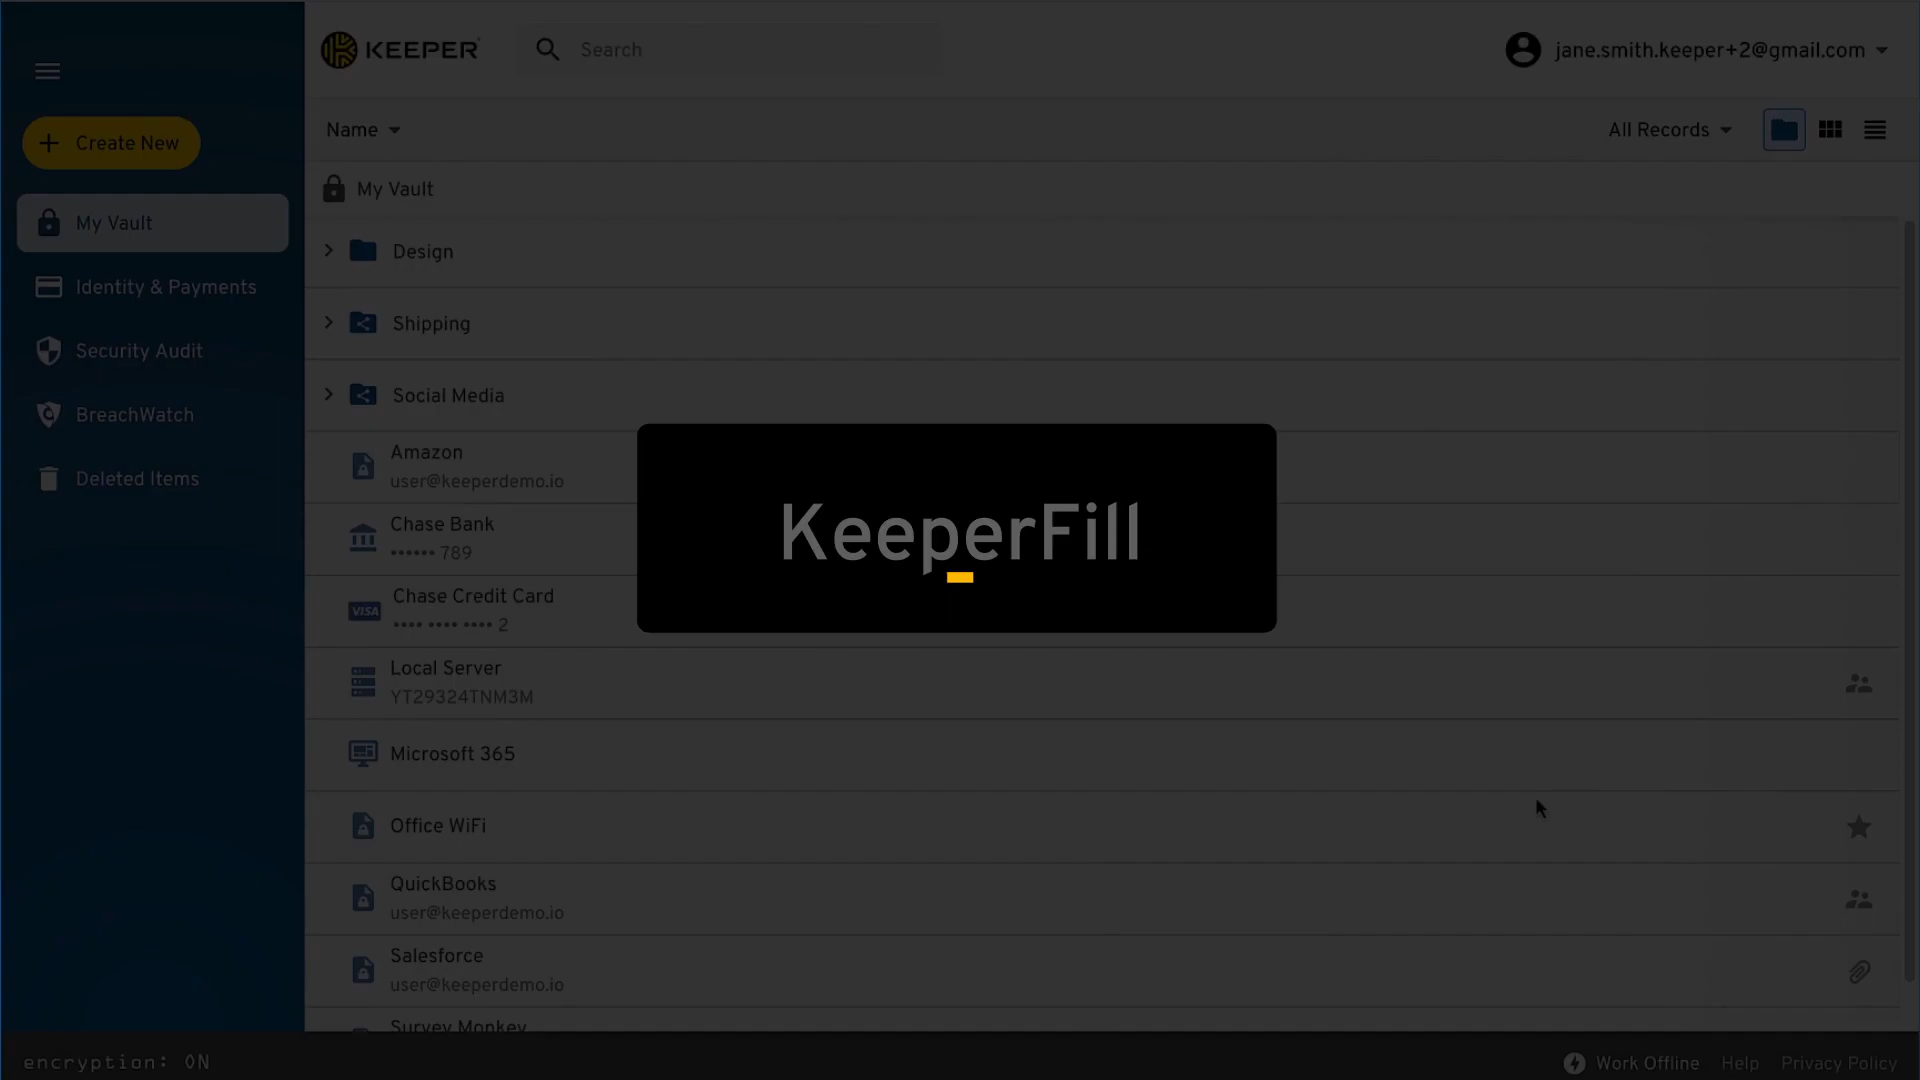 KEEPER
Search
jane.smith.keeper+2@gmail.com
Create New
My Vault
Identity & Payments
Security Audit
BreachWatch
Deleted Items
Name
All Records
My Vault
Design
Shipping
Social Media
Amazon
user@keeperdemo.io
Chase Bank
•••••• 789
VISA
Chase Credit Card
•••• •••• •••• 2
Local Server
YT29324TNM3M
Microsoft 365
Office WiFi
QuickBooks
user@keeperdemo.io
Salesforce
user@keeperdemo.io
Survey Monkey
KeeperFill
encryption: ON
Work Offline
Help
Privacy Policy